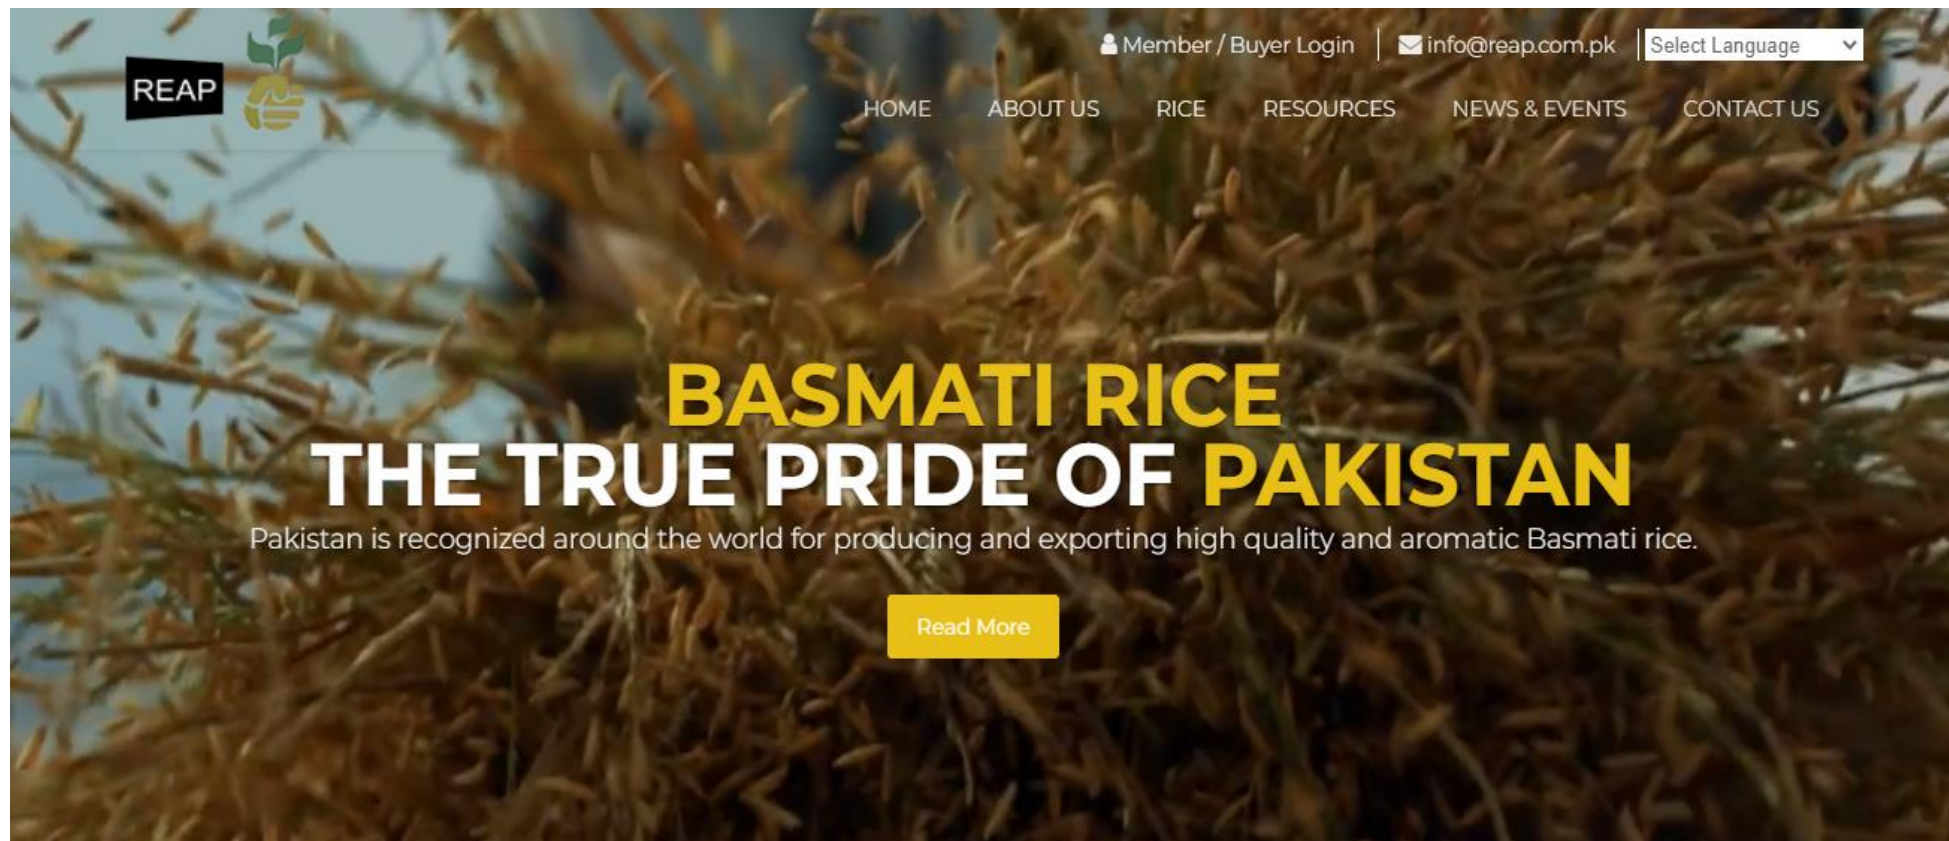 REAP
Member / Buyer Login
info@reap.com.pk
Select Language
HOME ABOUT US RICE RESOURCES NEWS & EVENTS CONTACT US
BASMATI RICE
THE TRUE PRIDE OF PAKISTAN
Pakistan is recognized around the world for producing and exporting high quality and aromatic Basmati rice.
Read More